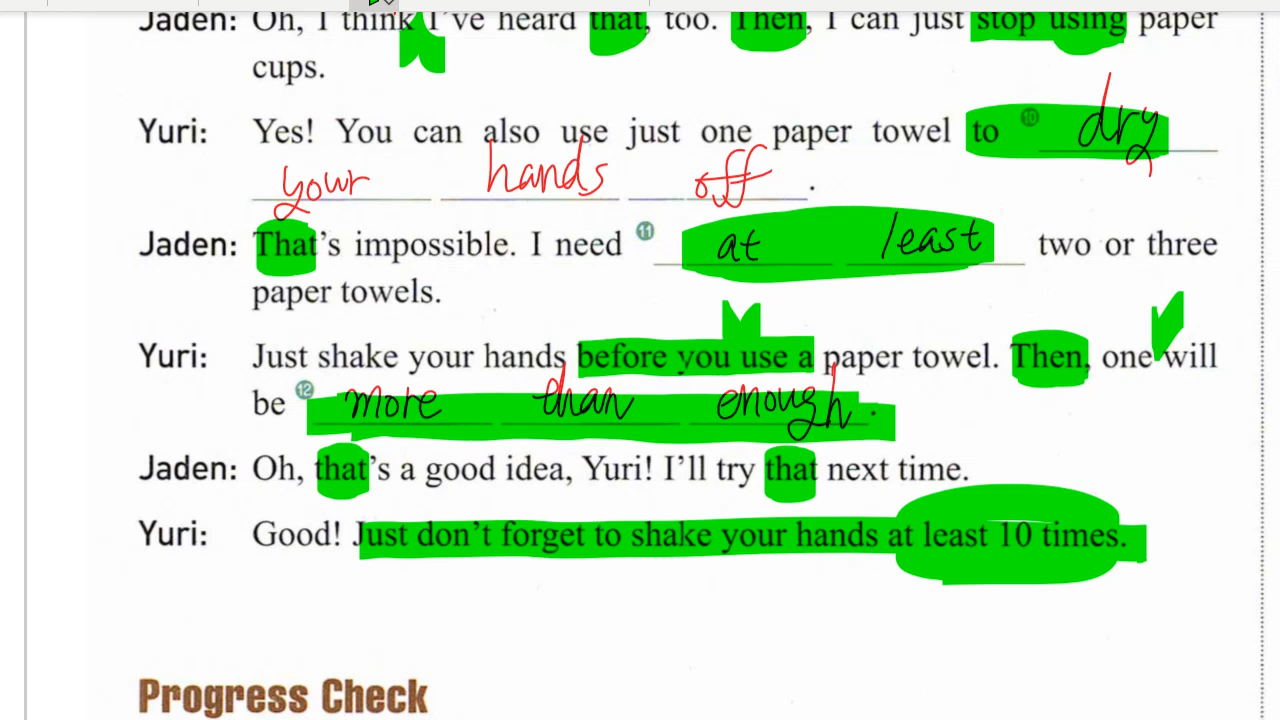 Jaden: Oh, I think I've heard that, too. Then, I can just stop using paper
cups.
Yuri: Yes! You can also use just one paper towel to ⑩ dry
your hands off .
Jaden: That's impossible. I need ⑪ at least two or three
paper towels.
Yuri: Just shake your hands before you use a paper towel. Then, one will
be ⑫ more than enough .
Jaden: Oh, that's a good idea, Yuri! I'll try that next time.
Yuri: Good! Just don't forget to shake your hands at least 10 times.
Progress Check